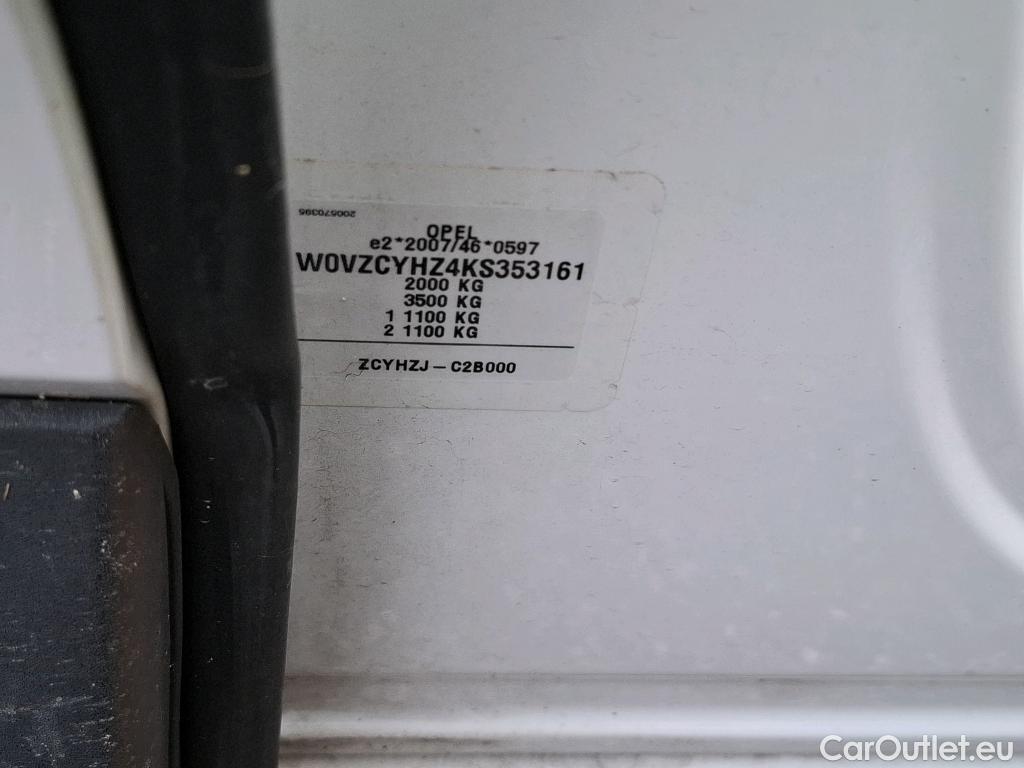 200570395
OPEL
e2*2007/46*0597
W0VZCYHZ4KS353161
2000 KG
3500 KG
1 1100 KG
2 1100 KG
ZCYHZJ – C2B000
CarOutlet.eu